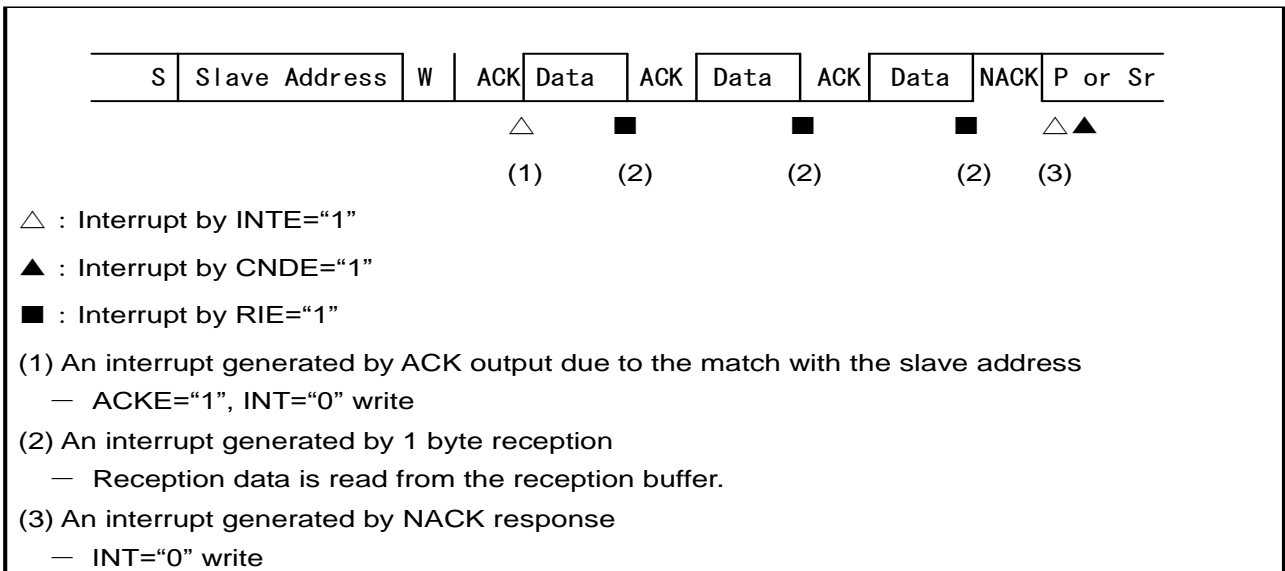 S Slave Address W ACK Data ACK Data ACK Data NACK P or Sr
△ ■ ■ ■ △▲
(1) (2) (2) (2) (3)
△ : Interrupt by INTE=“1”
▲ : Interrupt by CNDE=“1”
■ : Interrupt by RIE=“1”
(1) An interrupt generated by ACK output due to the match with the slave address
— ACKE=“1”, INT=“0” write
(2) An interrupt generated by 1 byte reception
— Reception data is read from the reception buffer.
(3) An interrupt generated by NACK response
— INT=“0” write